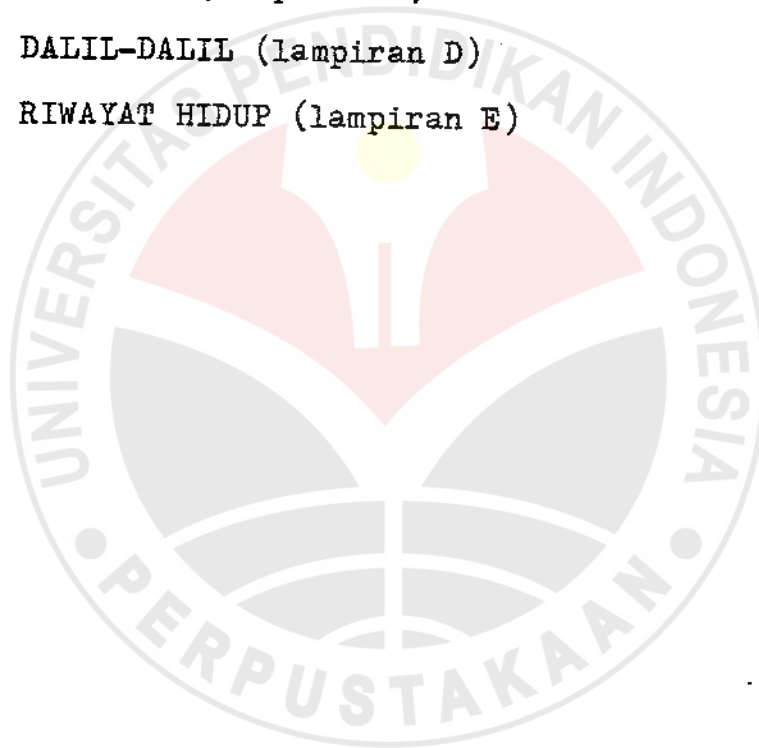 DALIL-DALIL (lampiran D)
RIWAYAT HIDUP (lampiran E)
UNIVERSITAS PENDIDIKAN INDONESIA
PERPUSTAKAAN